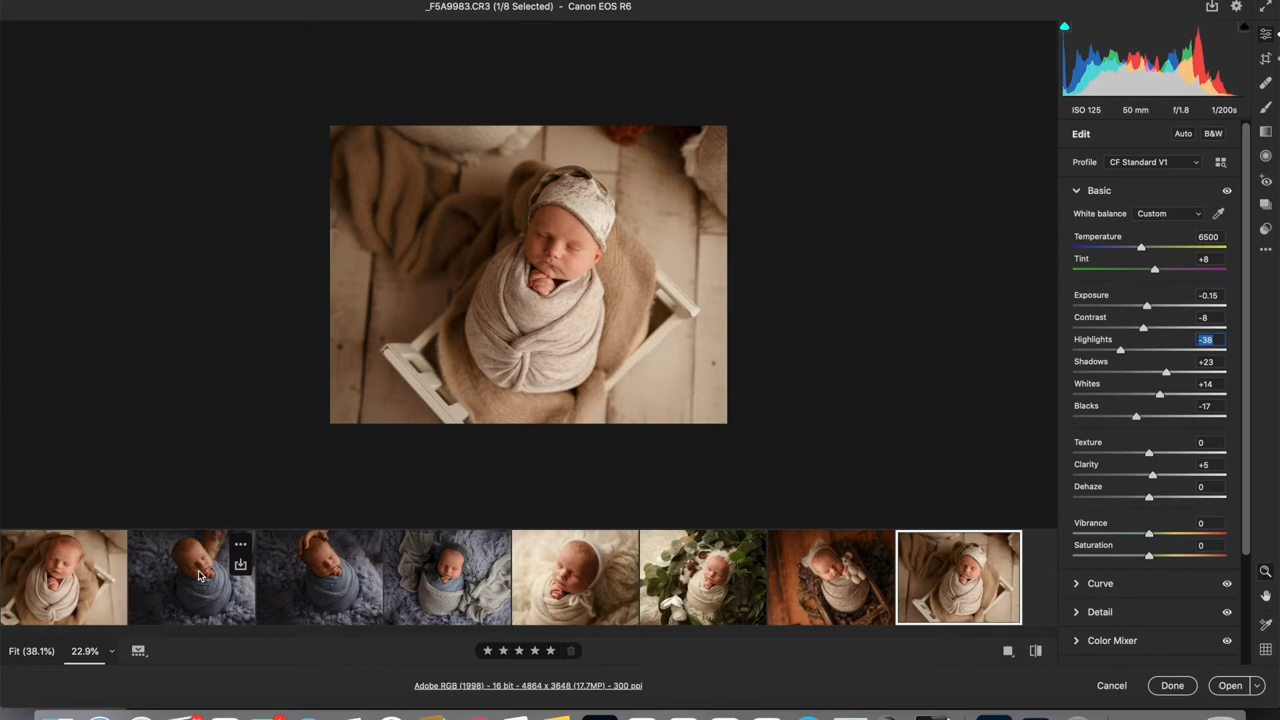 _F5A9983.CR3 (1/8 Selected) - Canon EOS R6
ISO 125 50 mm f/1.8 1/200s
Edit Auto B&W
Profile CF Standard V1
Basic
White balance Custom
Temperature 6500
Tint +8
Exposure -0.15
Contrast -8
Highlights -38
Shadows +23
Whites +14
Blacks -17
Texture 0
Clarity +5
Dehaze 0
Vibrance 0
Saturation 0
Curve
Detail
Color Mixer
Fit (38.1%) 22.9%
Adobe RGB (1998) - 16 bit - 4864 x 3648 (17.7MP) - 300 ppi
Cancel Done Open